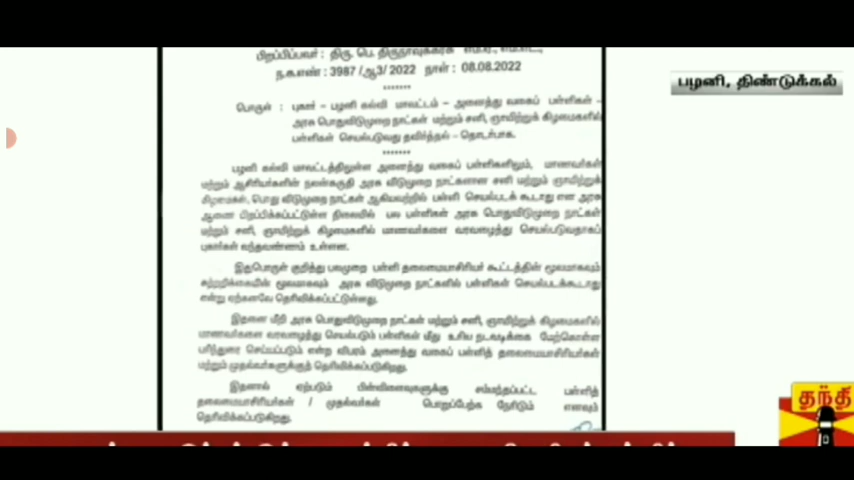 பிறப்பிப்பவர் : திரு. பெ. திருநாவுக்கரசு எம்.ஏ.,
ந.க.எண் : 3987 /ஆ3/ 2022 நாள் : 08.08.2022
*******
பழனி, திண்டுக்கல்
பொருள் : புகார் – பழனி கல்வி மாவட்டம் – அனைத்து வகைப் பள்ளிகள் –
அரசு பொதுவிடுமுறை நாட்கள் மற்றும் சனி, ஞாயிற்றுக் கிழமைகளில்
பள்ளிகள் செயல்படுவது தவிர்த்தல் – தொடர்பாக.
*******
பழனி கல்வி மாவட்டத்திலுள்ள அனைத்து வகைப் பள்ளிகளிலும், மாணவர்கள்
மற்றும் ஆசிரியர்களின் நலன்கருதி அரசு விடுமுறை நாட்களான சனி மற்றும் ஞாயிற்றுக்
கிழமைகள், பொது விடுமுறை நாட்கள் ஆகியவற்றில் பள்ளி செயல்படக் கூடாது என அரசு
ஆணை பிறப்பிக்கப்பட்டுள்ள நிலையில் பல பள்ளிகள் அரசு பொதுவிடுமுறை நாட்கள்
மற்றும் சனி, ஞாயிற்றுக் கிழமைகளில் மாணவர்களை வரவழைத்து செயல்படுவதாகப்
புகார்கள் வந்தவண்ணம் உள்ளன.
இதுபொருள் குறித்து பலமுறை பள்ளி தலைமையாசிரியர் கூட்டத்தின் மூலமாகவும்
சுற்றறிக்கையின் மூலமாகவும் அரசு விடுமுறை நாட்களில் பள்ளிகள் செயல்படக்கூடாது
என்று ஏற்கனவே தெரிவிக்கப்பட்டுள்ளது.
இதனை மீறி அரசு பொதுவிடுமுறை நாட்கள் மற்றும் சனி, ஞாயிற்றுக் கிழமைகளில்
மாணவர்களை வரவழைத்து செயல்படும் பள்ளிகள் மீது உரிய நடவடிக்கை மேற்கொள்ள
பரிந்துரை செய்யப்படும் என்ற விபரம் அனைத்து வகைப் பள்ளித் தலைமையாசிரியர்கள்
மற்றும் முதல்வர்களுக்குத் தெரிவிக்கப்படுகிறது.
இதனால் ஏற்படும் பின்விளைவுகளுக்கு சம்மந்தப்பட்ட பள்ளித்
தலைமையாசிரியர்கள் / முதல்வர்கள் பொறுப்பேற்க நேரிடும் எனவும்
தெரிவிக்கப்படுகிறது.
தந்தி